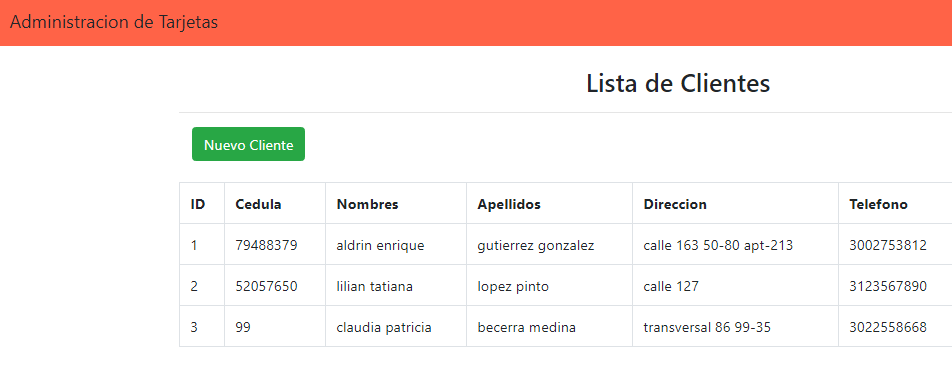 Administracion de Tarjetas
Lista de Clientes
Nuevo Cliente
ID Cedula Nombres Apellidos Direccion Telefono
1 79488379 aldrin enrique gutierrez gonzalez calle 163 50-80 apt-213 3002753812
2 52057650 lilian tatiana lopez pinto calle 127 3123567890
3 99 claudia patricia becerra medina transversal 86 99-35 3022558668